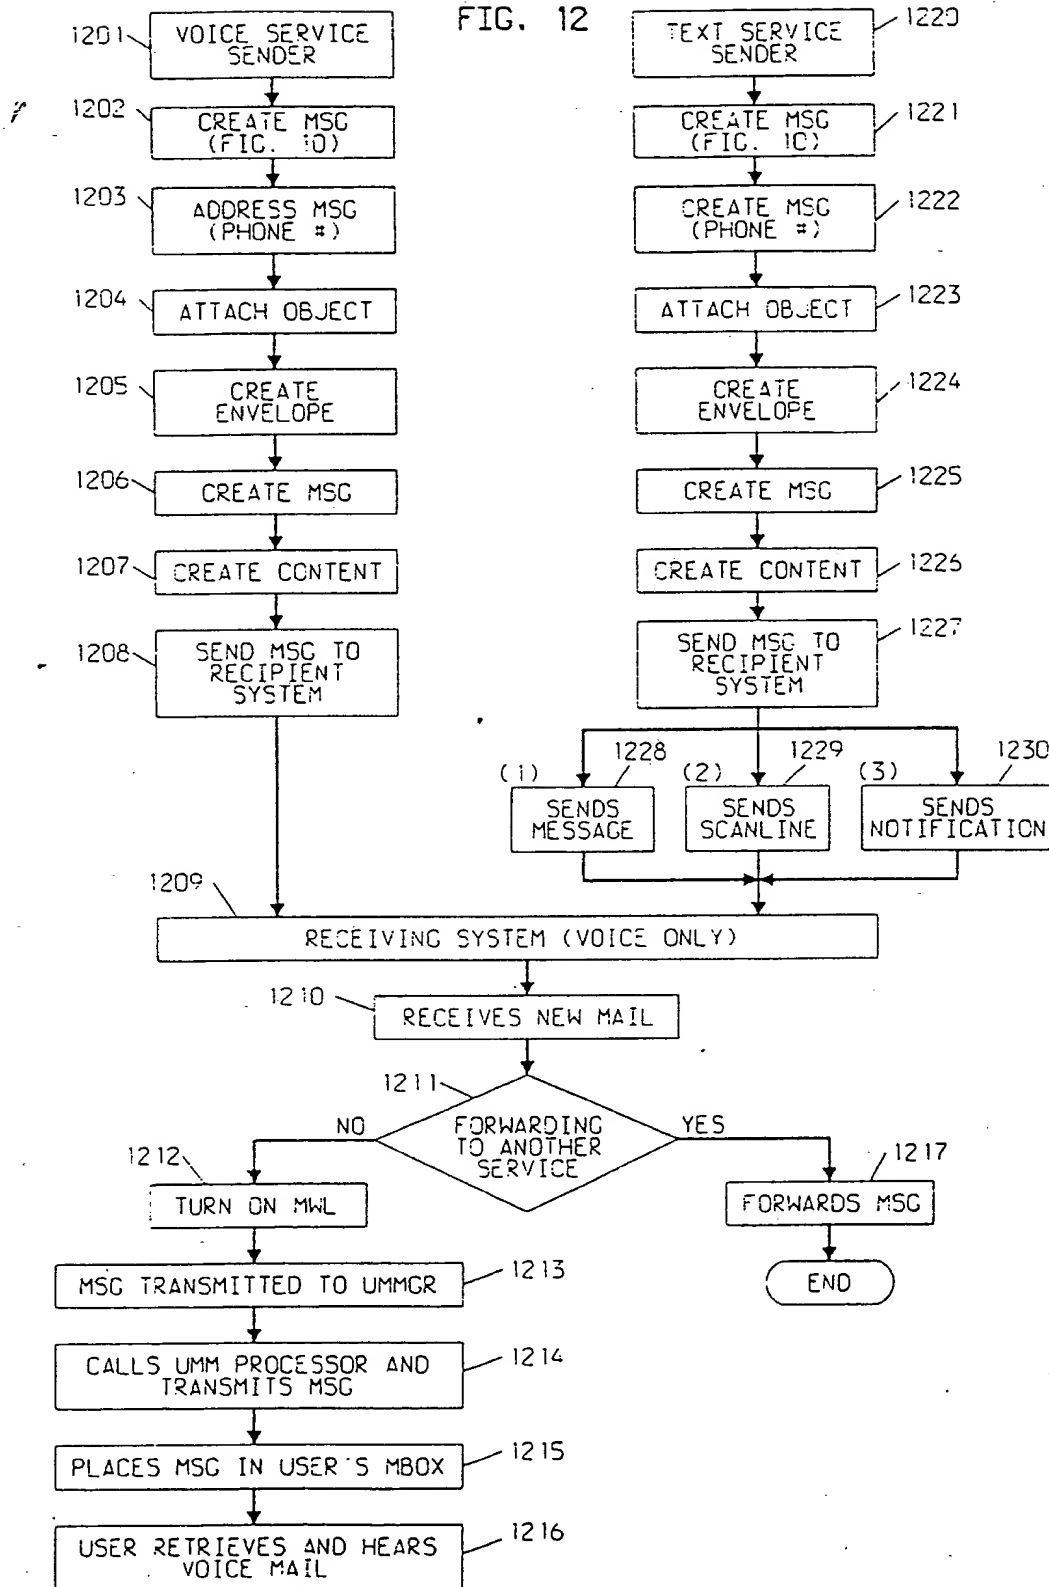 FIG. 12
1201
VOICE SERVICE
SENDER
1202
CREATE MSG
(FIG. 10)
1203
ADDRESS MSG
(PHONE #)
1204
ATTACH OBJECT
1205
CREATE
ENVELOPE
1206
CREATE MSG
1207
CREATE CONTENT
1208
SEND MSG TO
RECIPIENT
SYSTEM
1220
TEXT SERVICE
SENDER
1221
CREATE MSG
(FIG. 10)
1222
CREATE MSG
(PHONE #)
1223
ATTACH OBJECT
1224
CREATE
ENVELOPE
1225
CREATE MSG
1226
CREATE CONTENT
1227
SEND MSG TO
RECIPIENT
SYSTEM
(1)
1228
SENDS
MESSAGE
(2)
1229
SENDS
SCANLINE
(3)
1230
SENDS
NOTIFICATION
1209
RECEIVING SYSTEM (VOICE ONLY)
1210
RECEIVES NEW MAIL
1211
FORWARDING
TO ANOTHER
SERVICE
NO
YES
1212
TURN ON MWL
1217
FORWARDS MSG
END
1213
MSG TRANSMITTED TO UMMGR
1214
CALLS UMM PROCESSOR AND
TRANSMITS MSG
1215
PLACES MSG IN USER'S MBOX
1216
USER RETRIEVES AND HEARS
VOICE MAIL